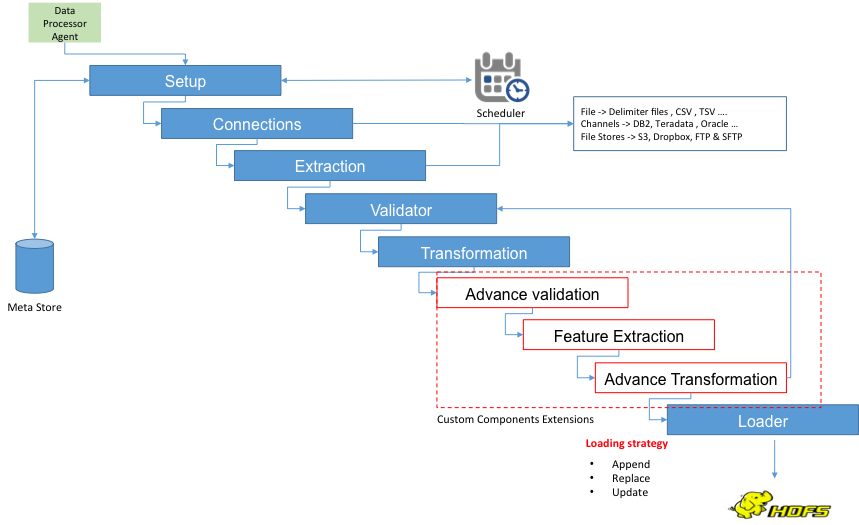 Data
Processor
Agent
Setup
Scheduler
Connections
File -> Delimiter files , CSV , TSV ....
Channels -> DB2, Teradata , Oracle ...
File Stores -> S3, Dropbox, FTP & SFTP
Extraction
Validator
Transformation
Meta Store
Advance validation
Feature Extraction
Advance Transformation
Custom Components Extensions
Loader
Loading strategy
• Append
• Replace
• Update
HDFS